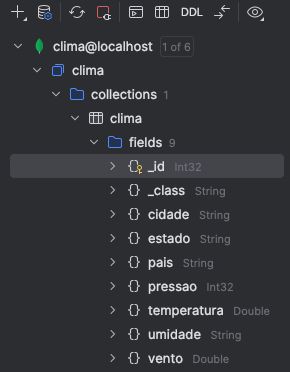 DDL
clima@localhost 1 of 6
clima
collections 1
clima
fields 9
_id Int32
_class String
cidade String
estado String
pais String
pressao Int32
temperatura Double
umidade String
vento Double